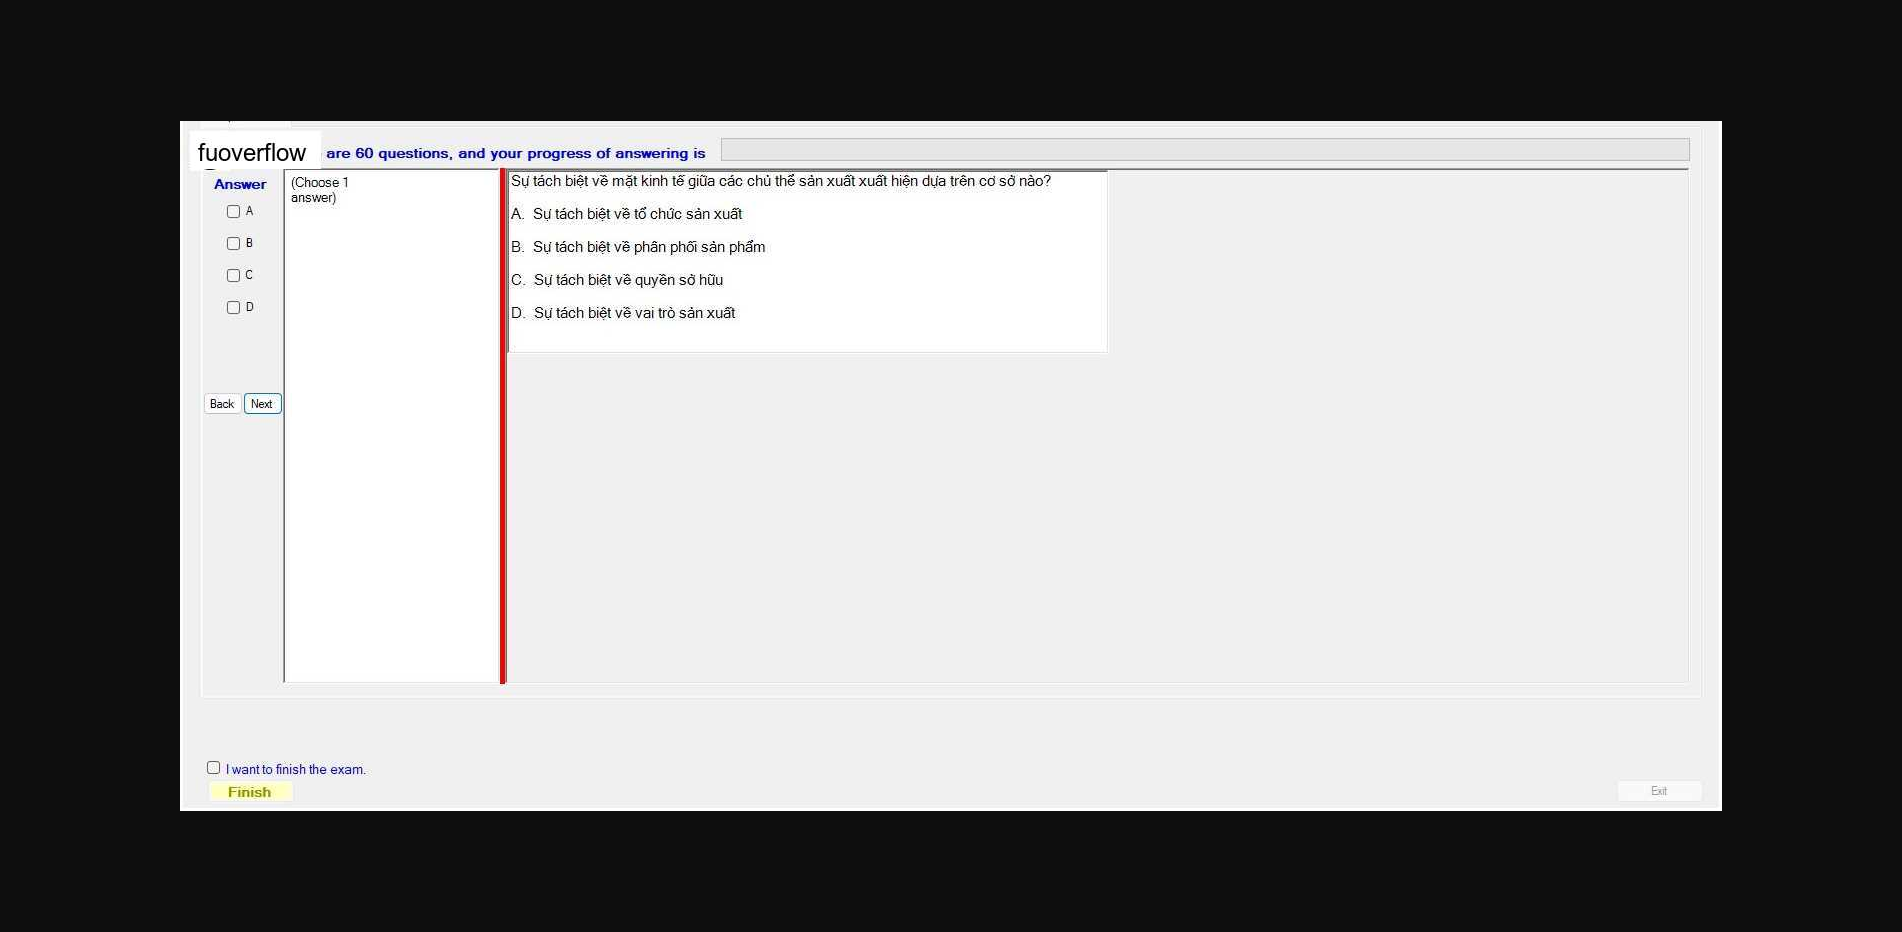 fuoverflow are 60 questions, and your progress of answering is
Answer
A
B
C
D
Back Next
(Choose 1
answer)
Sự tách biệt về mặt kinh tế giữa các chủ thể sản xuất xuất hiện dựa trên cơ sở nào?
A. Sự tách biệt về tổ chức sản xuất
B. Sự tách biệt về phân phối sản phẩm
C. Sự tách biệt về quyền sở hữu
D. Sự tách biệt về vai trò sản xuất
I want to finish the exam.
Finish
Exit